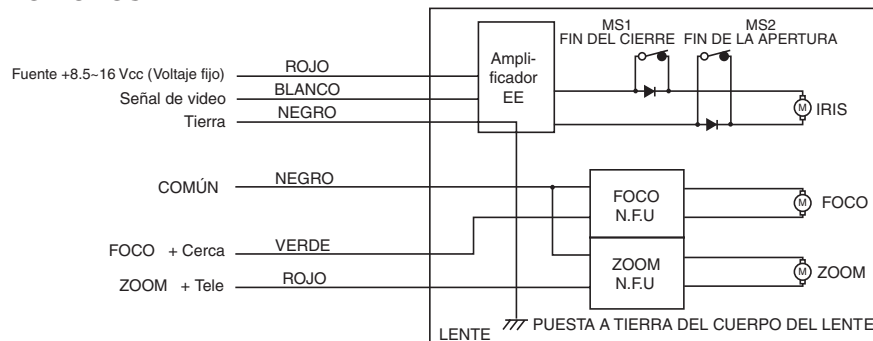 MS1
FIN DEL CIERRE
MS2
FIN DE LA APERTURA
Ampli-
ficador
EE
Fuente +8.5~16 Vcc (Voltaje fijo)
ROJO
Señal de video
BLANCO
Tierra
NEGRO
M
IRIS
COMÚN
NEGRO
FOCO
N.F.U
M
FOCO
FOCO + Cerca
VERDE
ZOOM
N.F.U
M
ZOOM
ZOOM + Tele
ROJO
LENTE
PUESTA A TIERRA DEL CUERPO DEL LENTE